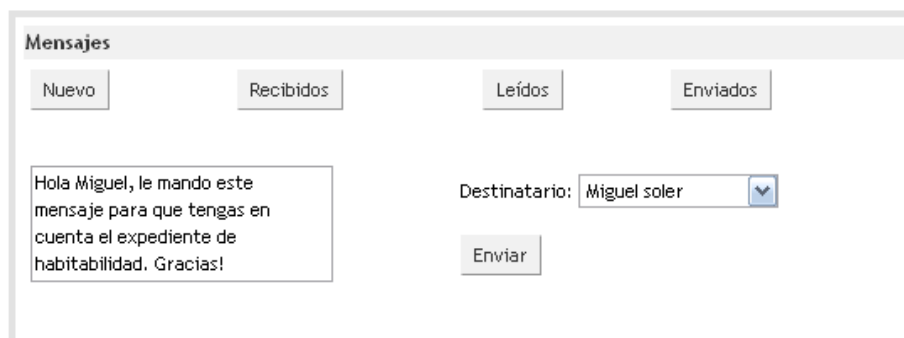 Mensajes
Nuevo Recibidos Leídos Enviados
Hola Miguel, le mando este
mensaje para que tengas en
cuenta el expediente de
habitabilidad. Gracias!
Destinatario: Miguel soler
Enviar